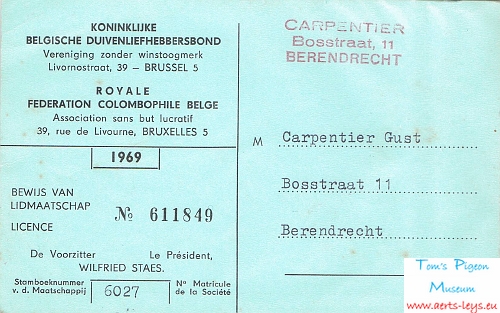 KONINKLIJKE
BELGISCHE DUIVENLIEFHEBBERSBOND
Vereniging zonder winstoogmerk
Livornostraat, 39 – BRUSSEL 5
ROYALE
FEDERATION COLOMBOPHILE BELGE
Association sans but lucratif
39, rue de Livourne, BRUXELLES 5
1969
BEWIJS VAN
LIDMAATSCHAP
LICENCE
№ 611849
De Voorzitter Le Président,
WILFRIED STAES.
Stamboeknummer
v. d. Maatschappij
6027
Nº Matricule
de la Société
CARPENTIER
Bosstraat, 11
BERENDRECHT
M Carpentier Gust
Bosstraat 11
Berendrecht
Tom's Pigeon
Museum
www.aerts-leys.eu